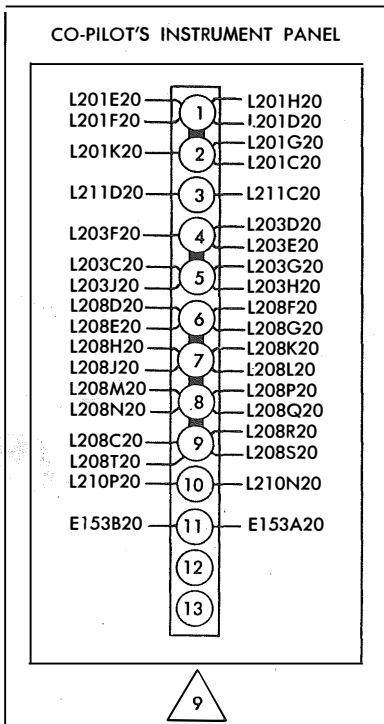 CO-PILOT'S INSTRUMENT PANEL
L201E20 1 L201H20
L201F20 L201D20
L201K20 2 L201G20
L201C20
L211D20 3 L211C20
L203F20 4 L203D20
L203E20
L203C20 5 L203G20
L203J20 L203H20
L208D20 6 L208F20
L208E20 L208G20
L208H20 7 L208K20
L208J20 L208L20
L208M20 8 L208P20
L208N20 L208Q20
L208C20 9 L208R20
L208T20 L208S20
L210P20 10 L210N20
E153B20 11 E153A20
12
13
9